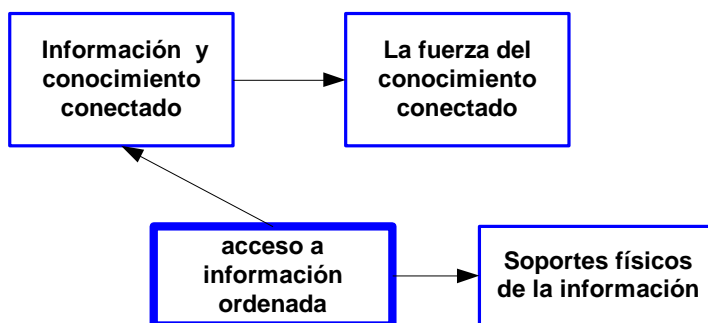 Información y
conocimiento
conectado
La fuerza del
conocimiento
conectado
acceso a
información
ordenada
Soportes físicos
de la información